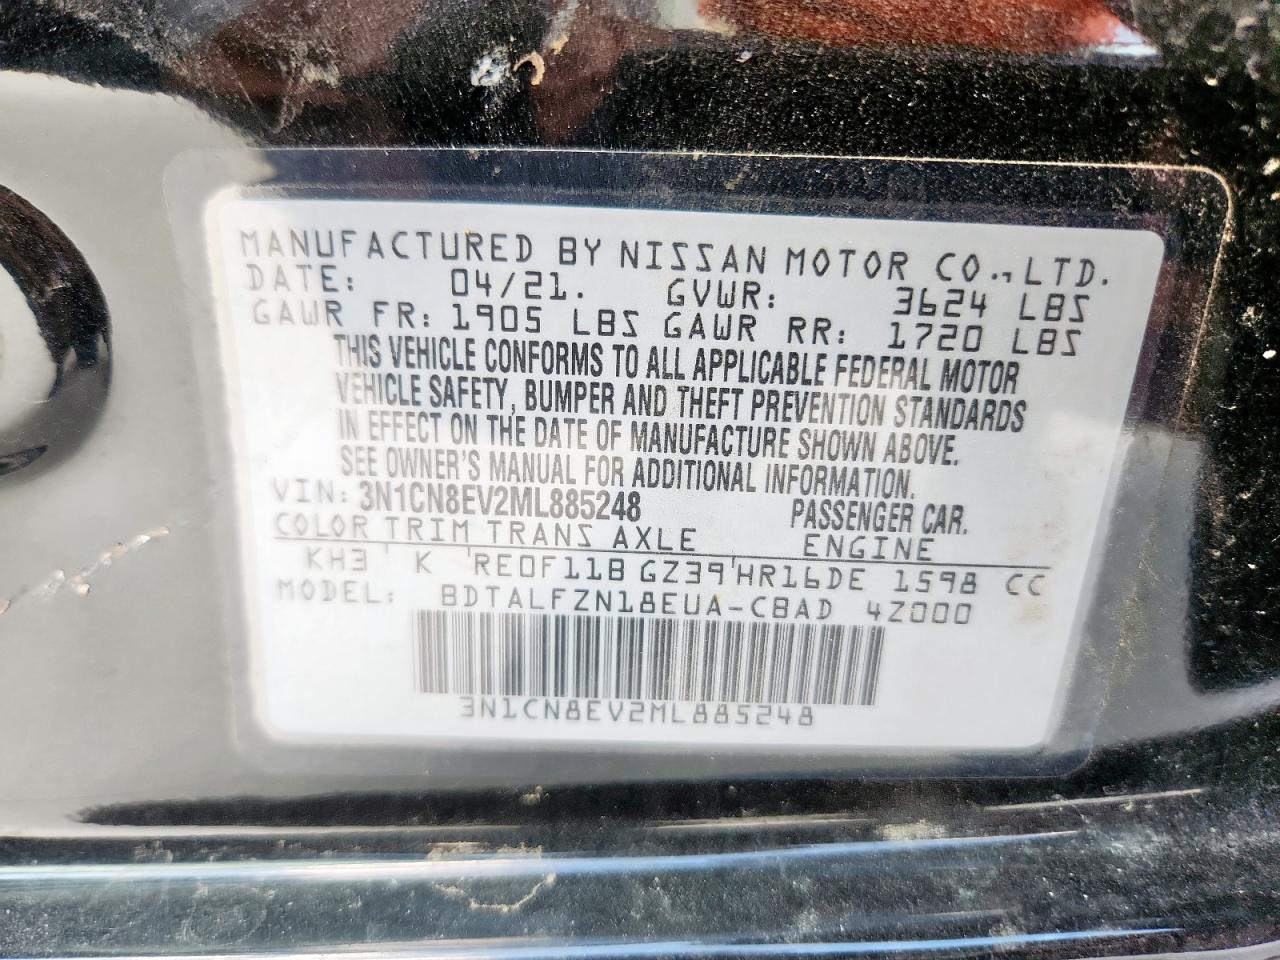 MANUFACTURED BY NISSAN MOTOR CO.,LTD.
DATE: 04/21. GVWR: 3624 LBS
GAWR FR: 1905 LBS GAWR RR: 1720 LBS
THIS VEHICLE CONFORMS TO ALL APPLICABLE FEDERAL MOTOR
VEHICLE SAFETY, BUMPER AND THEFT PREVENTION STANDARDS
IN EFFECT ON THE DATE OF MANUFACTURE SHOWN ABOVE.
SEE OWNER'S MANUAL FOR ADDITIONAL INFORMATION.
VIN: 3N1CN8EV2ML885248 PASSENGER CAR.
COLOR TRIM TRANS AXLE ENGINE
KH3 K RE0F11B GZ39 HR16DE 1598 CC
MODEL: BDTALFZN18EUA-CBAD 4Z000
3N1CN8EV2ML885248